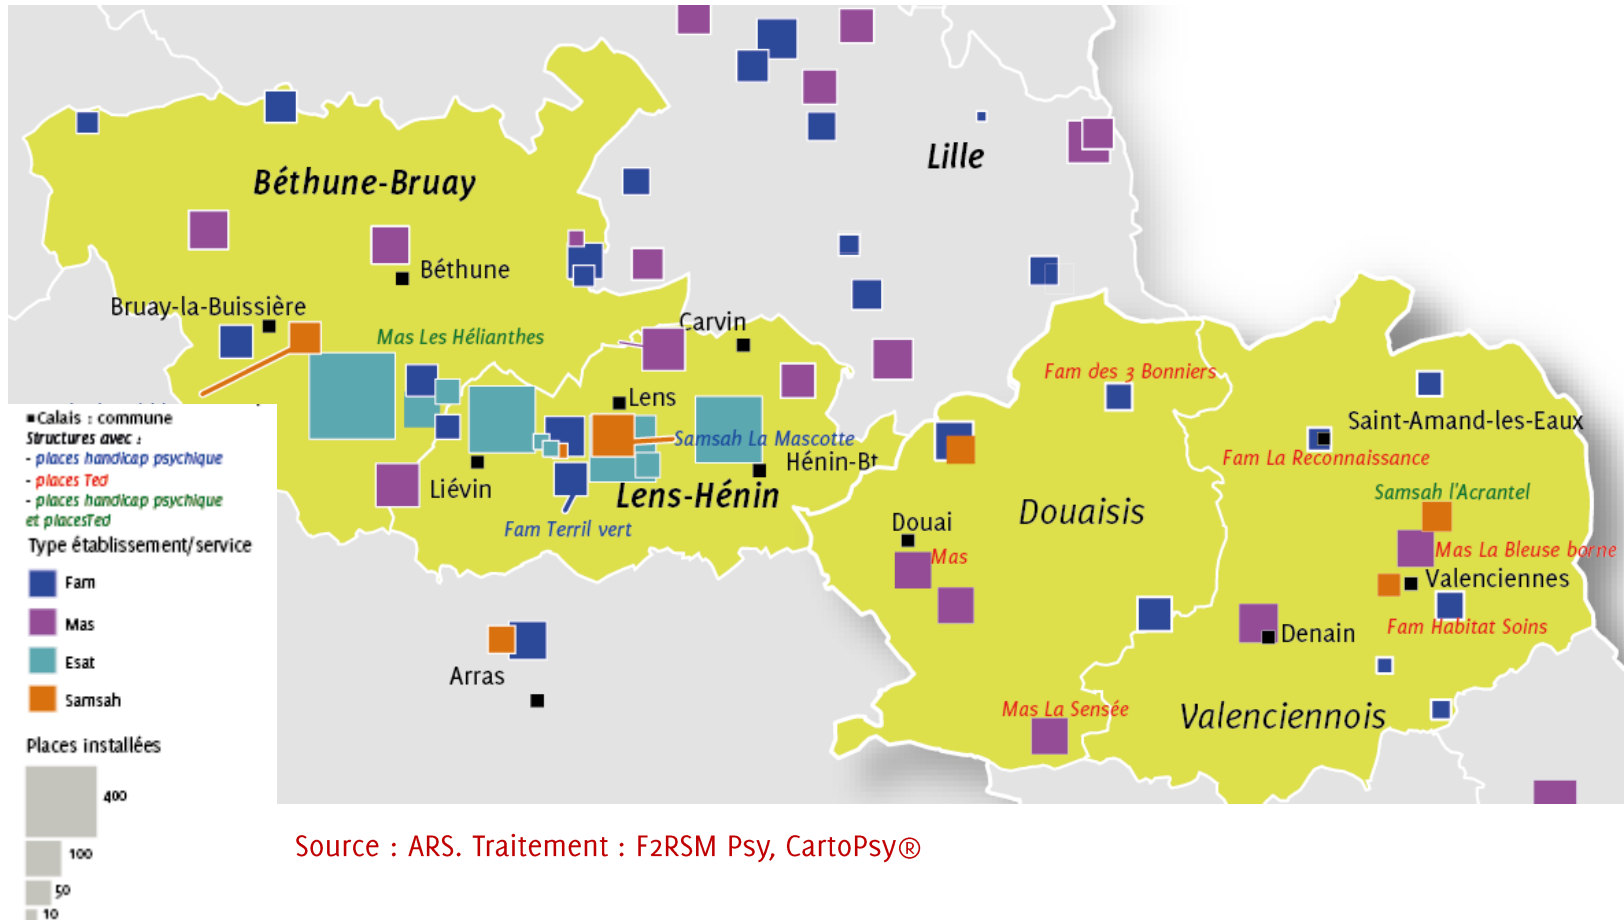 Lille
Béthune-Bruay
Béthune
Bruay-la-Buissière
Mas Les Hélianthes
Carvin
Fam des 3 Bonniers
Lens
Samsah La Mascotte
Hénin-Bt
Liévin
Lens-Hénin
Fam Terril vert
Saint-Amand-les-Eaux
Fam La Reconnaissance
Samsah l'Acrantel
Douaisis
Douai
Mas
Mas La Bleuse borne
Valenciennes
Fam Habitat Soins
Denain
Arras
Mas La Sensée
Valenciennois
Calais : commune
Structures avec :
- places handicap psychique
- places Ted
- places handicap psychique
et placesTed
Type établissement/service
Fam
Mas
Esat
Samsah
Places installées
400
100
50
10
Source : ARS. Traitement : F2RSM Psy, CartoPsy®